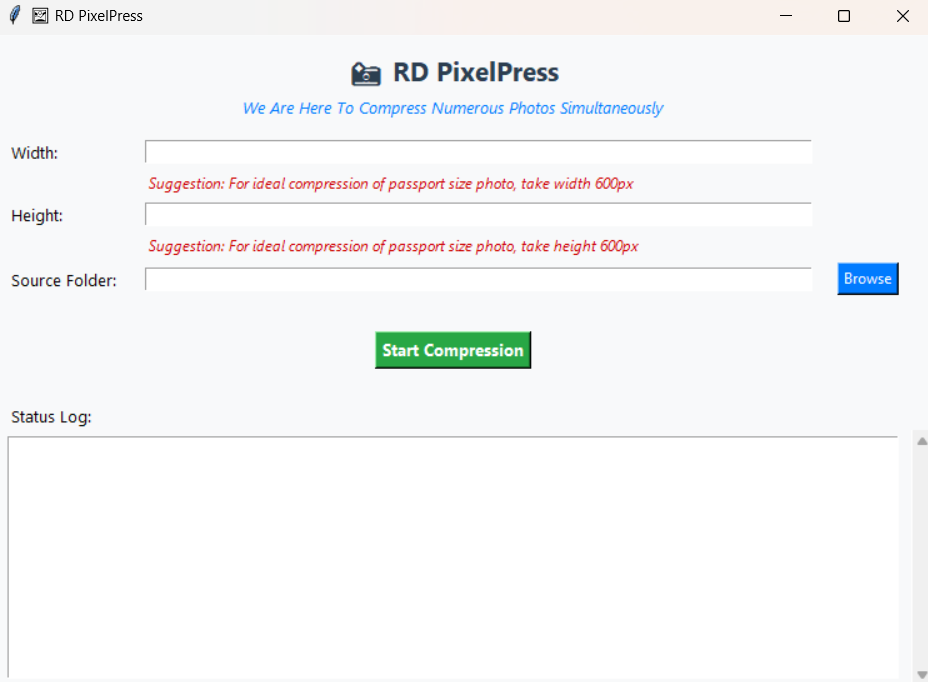 RD PixelPress
RD PixelPress
We Are Here To Compress Numerous Photos Simultaneously
Width:
Suggestion: For ideal compression of passport size photo, take width 600px
Height:
Suggestion: For ideal compression of passport size photo, take height 600px
Source Folder:
Browse
Start Compression
Status Log: